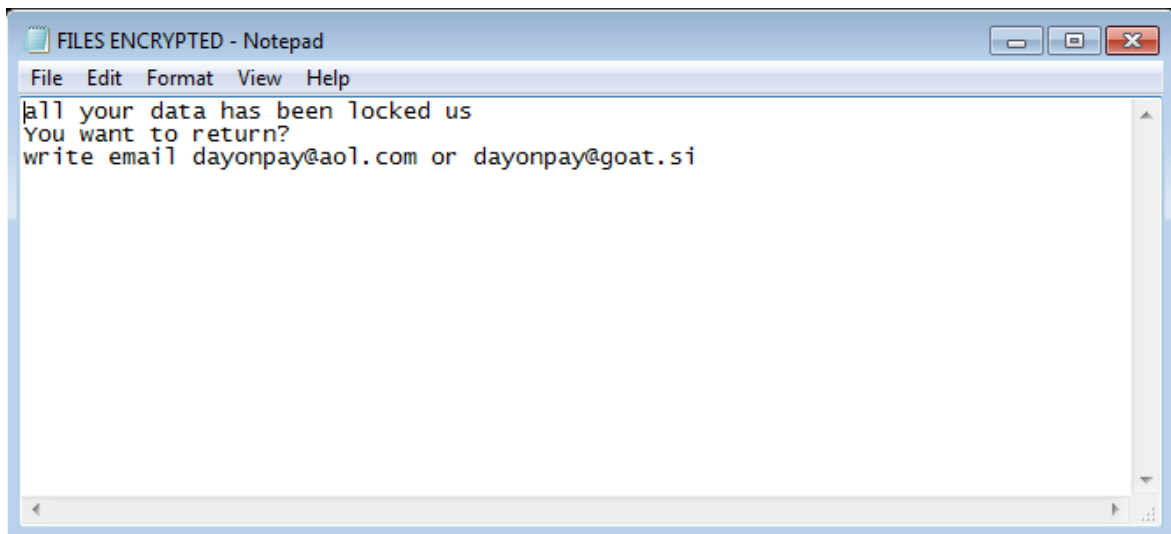 FILES ENCRYPTED - Notepad
File Edit Format View Help
all your data has been locked us
You want to return?
write email dayonpay@aol.com or dayonpay@goat.si